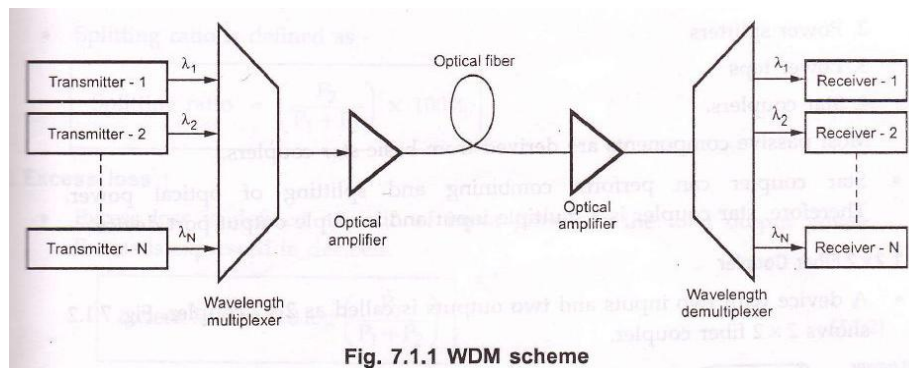 Optical fiber
Transmitter - 1
λ1
λ1
Receiver - 1
Transmitter - 2
λ2
λ2
Receiver - 2
Optical
amplifier
Optical
amplifier
Transmitter - N
λN
λN
Receiver - N
Wavelength
multiplexer
Wavelength
demultiplexer
Fig. 7.1.1 WDM scheme